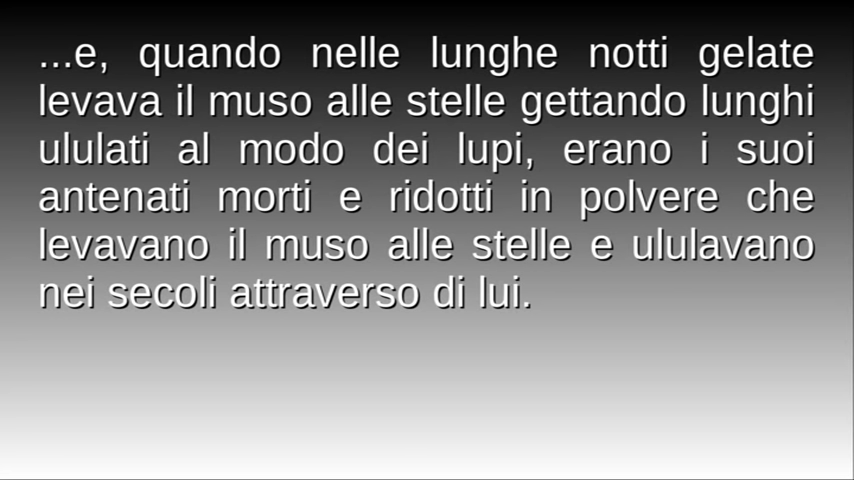 ...e, quando nelle lunghe notti gelate
levava il muso alle stelle gettando lunghi
ululati al modo dei lupi, erano i suoi
antenati morti e ridotti in polvere che
levavano il muso alle stelle e ululavano
nei secoli attraverso di lui.